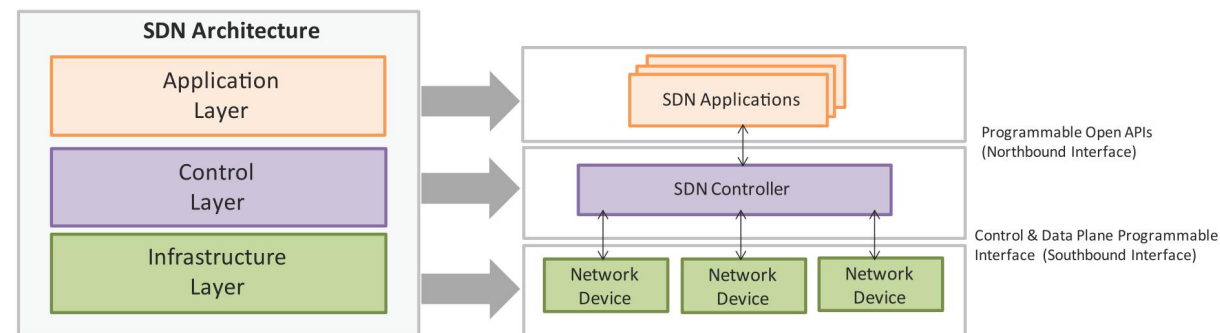 SDN Architecture
Application
Layer
Control
Layer
Infrastructure
Layer
SDN Applications
SDN Controller
Network
Device
Network
Device
Network
Device
Programmable Open APIs
(Northbound Interface)
Control & Data Plane Programmable
Interface (Southbound Interface)